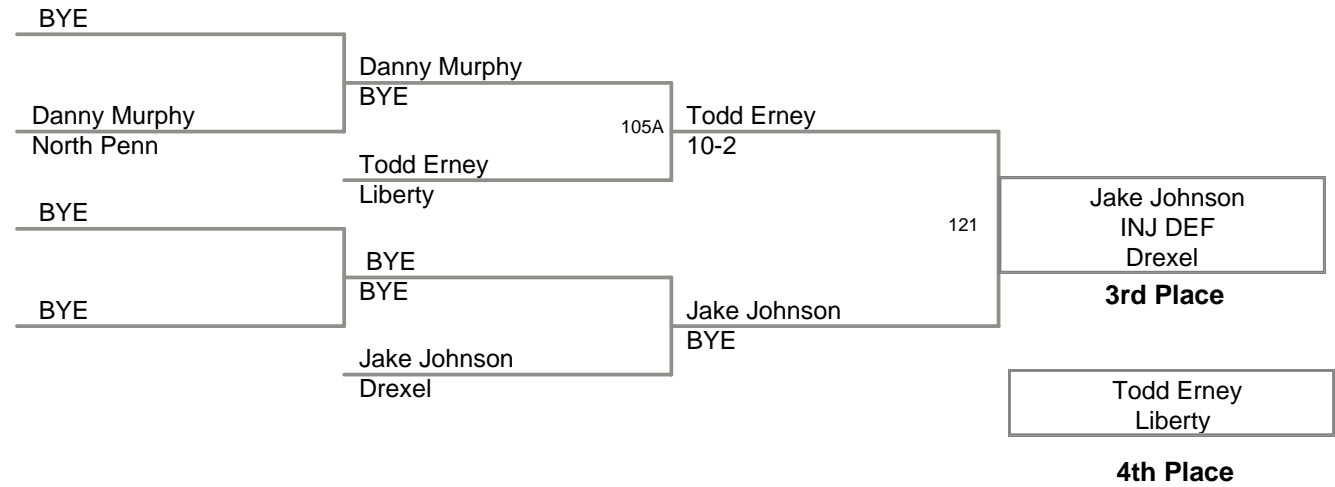 BYE
Danny Murphy
BYE
Danny Murphy
North Penn
105A
Todd Erney
10-2
Todd Erney
Liberty
BYE
121
Jake Johnson
INJ DEF
Drexel
3rd Place
BYE
BYE
BYE
Jake Johnson
BYE
Jake Johnson
Drexel
Todd Erney
Liberty
4th Place